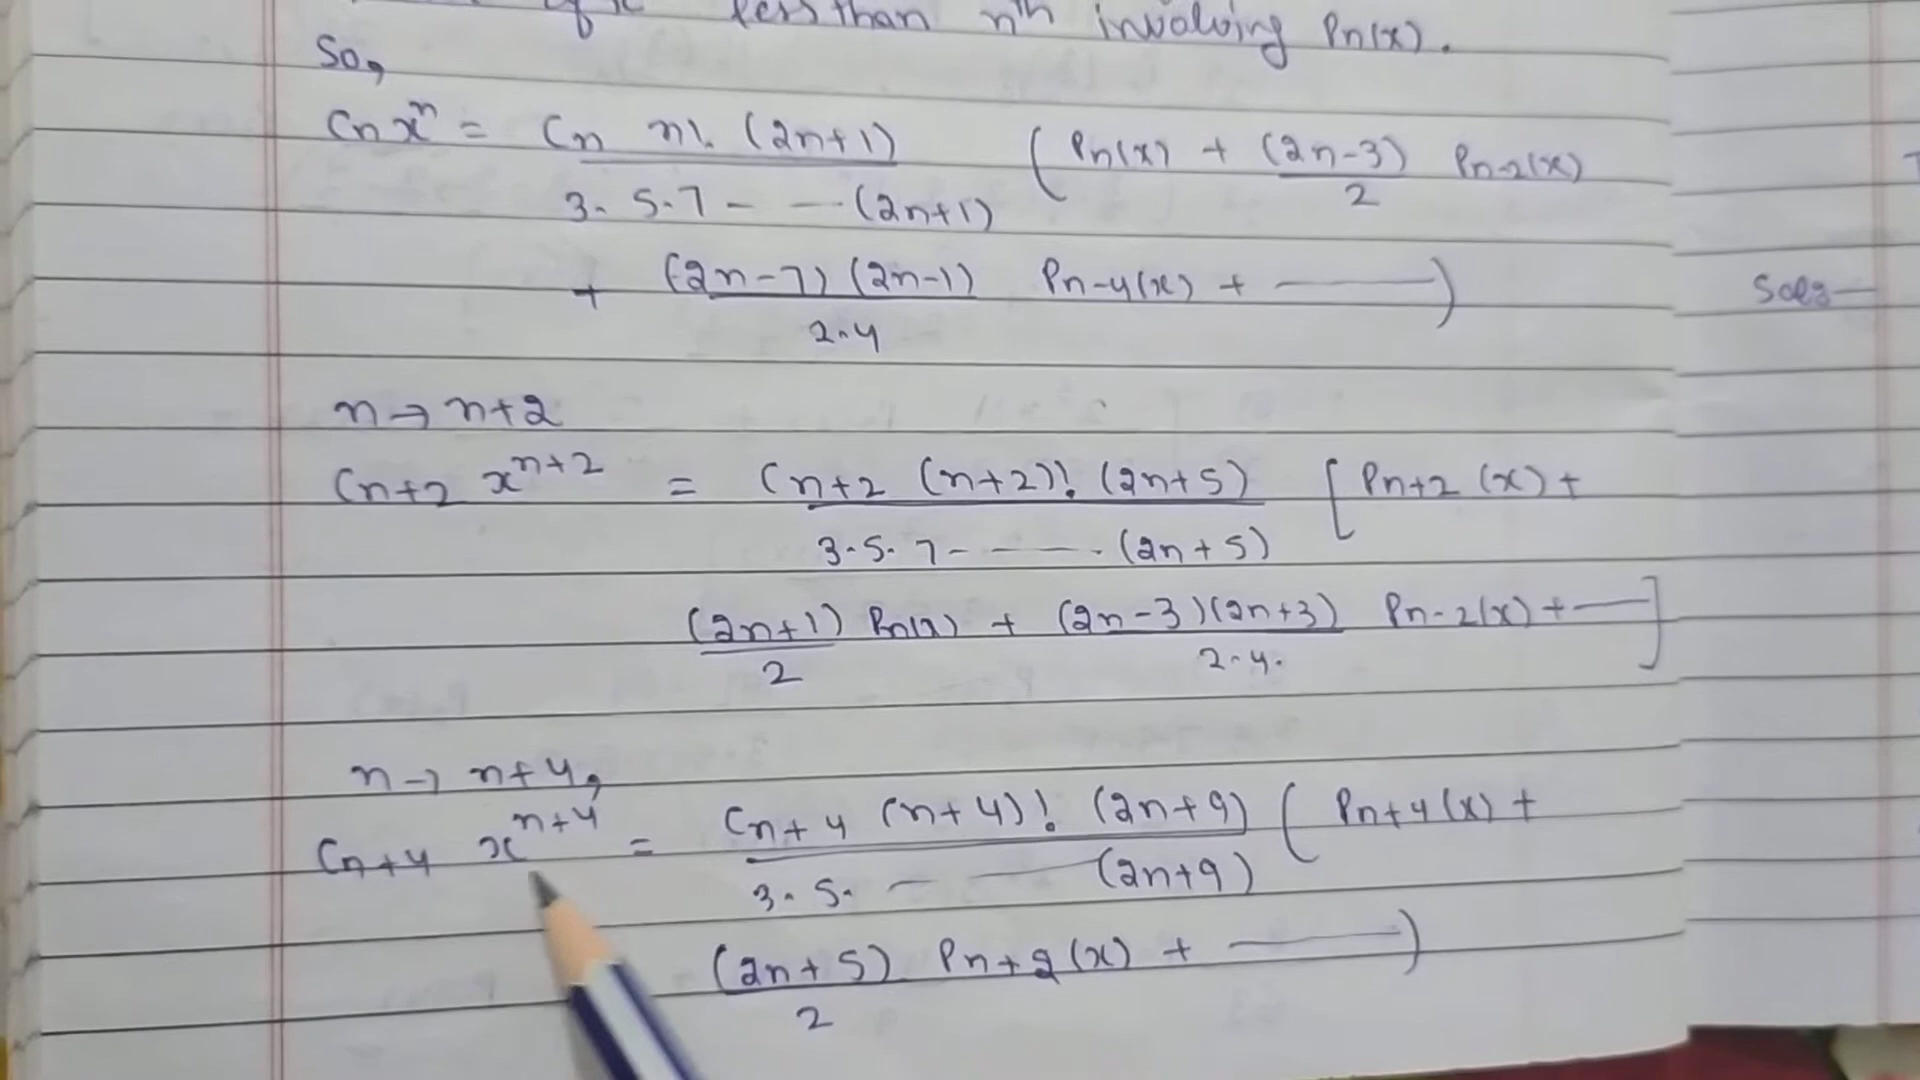 of x less than nth involving Pn(x).
So,
Cn xⁿ = Cn n! (2n+1) / 3. 5.7 - - (2n+1) ( Pn(x) + (2n-3) / 2 Pn-2(x)
+ (2n-7) (2n-1) / 2.4 Pn-4(x) + —— )
n → n+2
Cn+2 xⁿ⁺² = Cn+2 (n+2)! (2n+5) / 3.5. 7 - — - (2n+5) [ Pn+2 (x) +
(2n+1) / 2 Pn(x) + (2n-3)(2n+3) / 2.4. Pn-2(x) + — ]
n → n+4,
Cn+4 xⁿ⁺⁴ = Cn+4 (n+4)! (2n+9) / 3. 5. — — (2n+9) ( Pn+4(x) +
(2n+5) / 2 Pn+2(x) + —— )